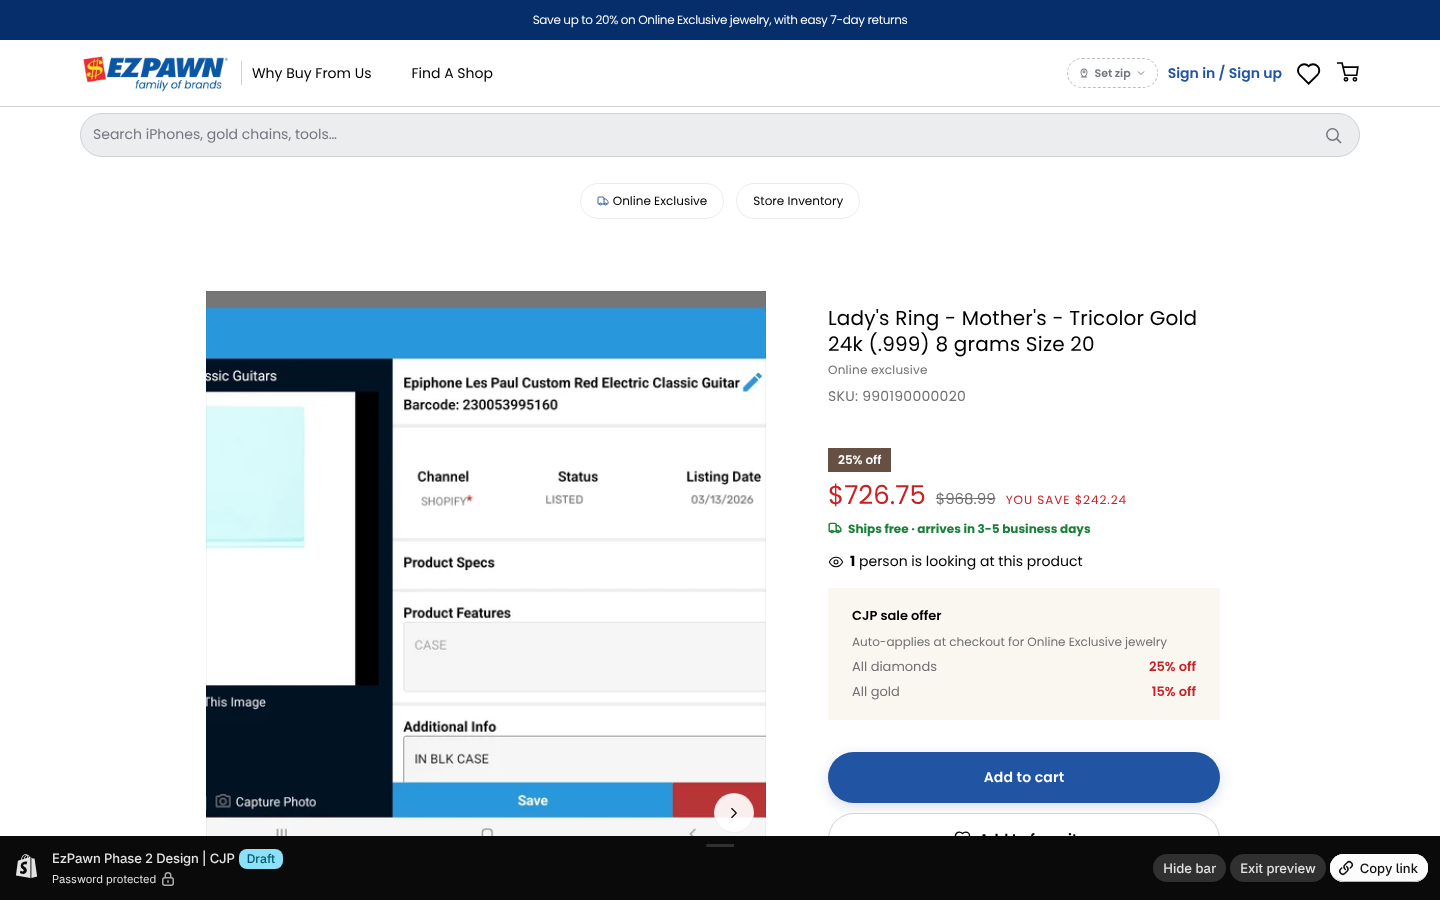 Save up to 20% on Online Exclusive jewelry, with easy 7-day returns
EZPAWN
family of brands
Why Buy From Us
Find A Shop
Set zip
Sign in / Sign up
Search iPhones, gold chains, tools...
Online Exclusive
Store Inventory
ssic Guitars
This Image
Capture Photo
Epiphone Les Paul Custom Red Electric Classic Guitar
Barcode: 230053995160
Channel Status Listing Date
SHOPIFY* LISTED 03/13/2026
Product Specs
Product Features
CASE
Additional Info
IN BLK CASE
Save
Lady's Ring - Mother's - Tricolor Gold
24k (.999) 8 grams Size 20
Online exclusive
SKU: 990190000020
25% off
$726.75 $968.99 YOU SAVE $242.24
Ships free · arrives in 3-5 business days
1 person is looking at this product
CJP sale offer
Auto-applies at checkout for Online Exclusive jewelry
All diamonds 25% off
All gold 15% off
Add to cart
EzPawn Phase 2 Design | CJP Draft
Password protected
Hide bar
Exit preview
Copy link